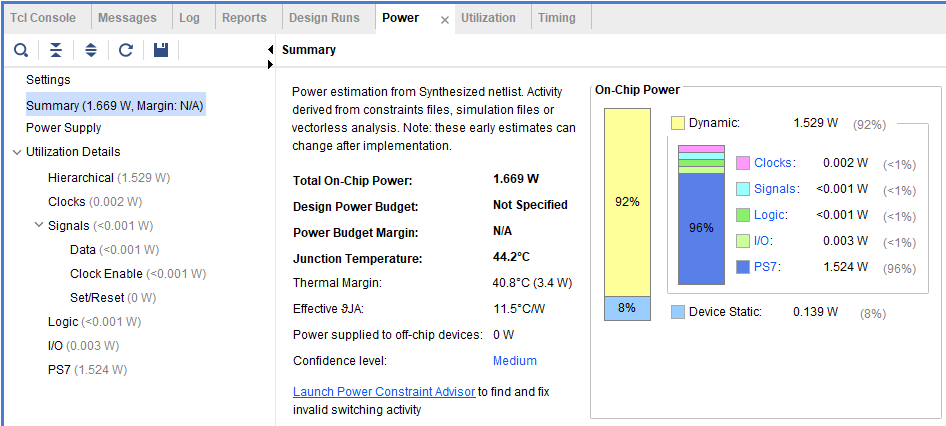 Tcl Console Messages Log Reports Design Runs Power Utilization Timing
Settings
Summary (1.669 W, Margin: N/A)
Power Supply
Utilization Details
Hierarchical (1.529 W)
Clocks (0.002 W)
Signals (<0.001 W)
Data (<0.001 W)
Clock Enable (<0.001 W)
Set/Reset (0 W)
Logic (<0.001 W)
I/O (0.003 W)
PS7 (1.524 W)
Summary
Power estimation from Synthesized netlist. Activity
derived from constraints files, simulation files or
vectorless analysis. Note: these early estimates can
change after implementation.
Total On-Chip Power: 1.669 W
Design Power Budget: Not Specified
Power Budget Margin: N/A
Junction Temperature: 44.2°C
Thermal Margin: 40.8°C (3.4 W)
Effective ϑJA: 11.5°C/W
Power supplied to off-chip devices: 0 W
Confidence level: Medium
Launch Power Constraint Advisor to find and fix
invalid switching activity
On-Chip Power
92%
8%
Dynamic: 1.529 W (92%)
96%
Clocks: 0.002 W (<1%)
Signals: <0.001 W (<1%)
Logic: <0.001 W (<1%)
I/O: 0.003 W (<1%)
PS7: 1.524 W (96%)
Device Static: 0.139 W (8%)